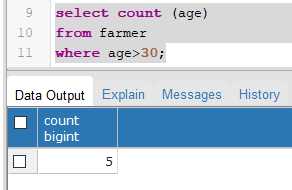 9 select count (age)
10 from farmer
11 where age>30;
Data Output Explain Messages History
count
bigint
5